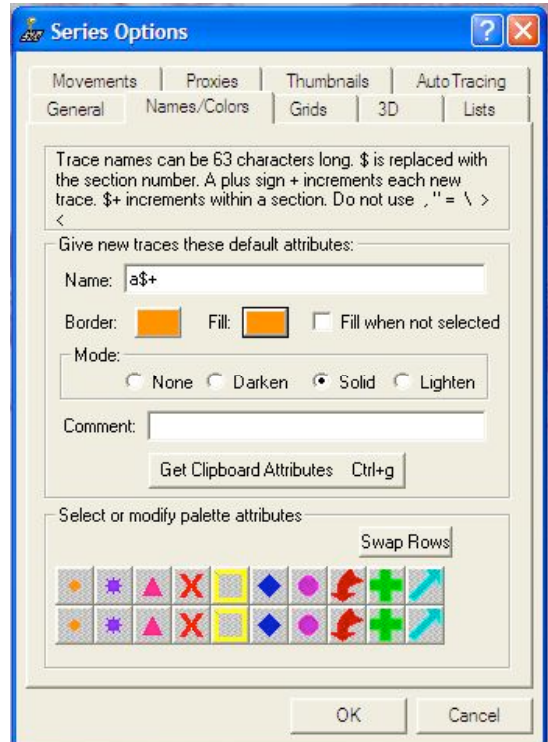 Series Options
Movements Proxies Thumbnails Auto Tracing
General Names/Colors Grids 3D Lists
Trace names can be 63 characters long. $ is replaced with
the section number. A plus sign + increments each new
trace. $+ increments within a section. Do not use , " = \ >
<
Give new traces these default attributes:
Name: a$+
Border: Fill: Fill when not selected
Mode:
None Darken Solid Lighten
Comment:
Get Clipboard Attributes Ctrl+g
Select or modify palette attributes
Swap Rows
OK Cancel